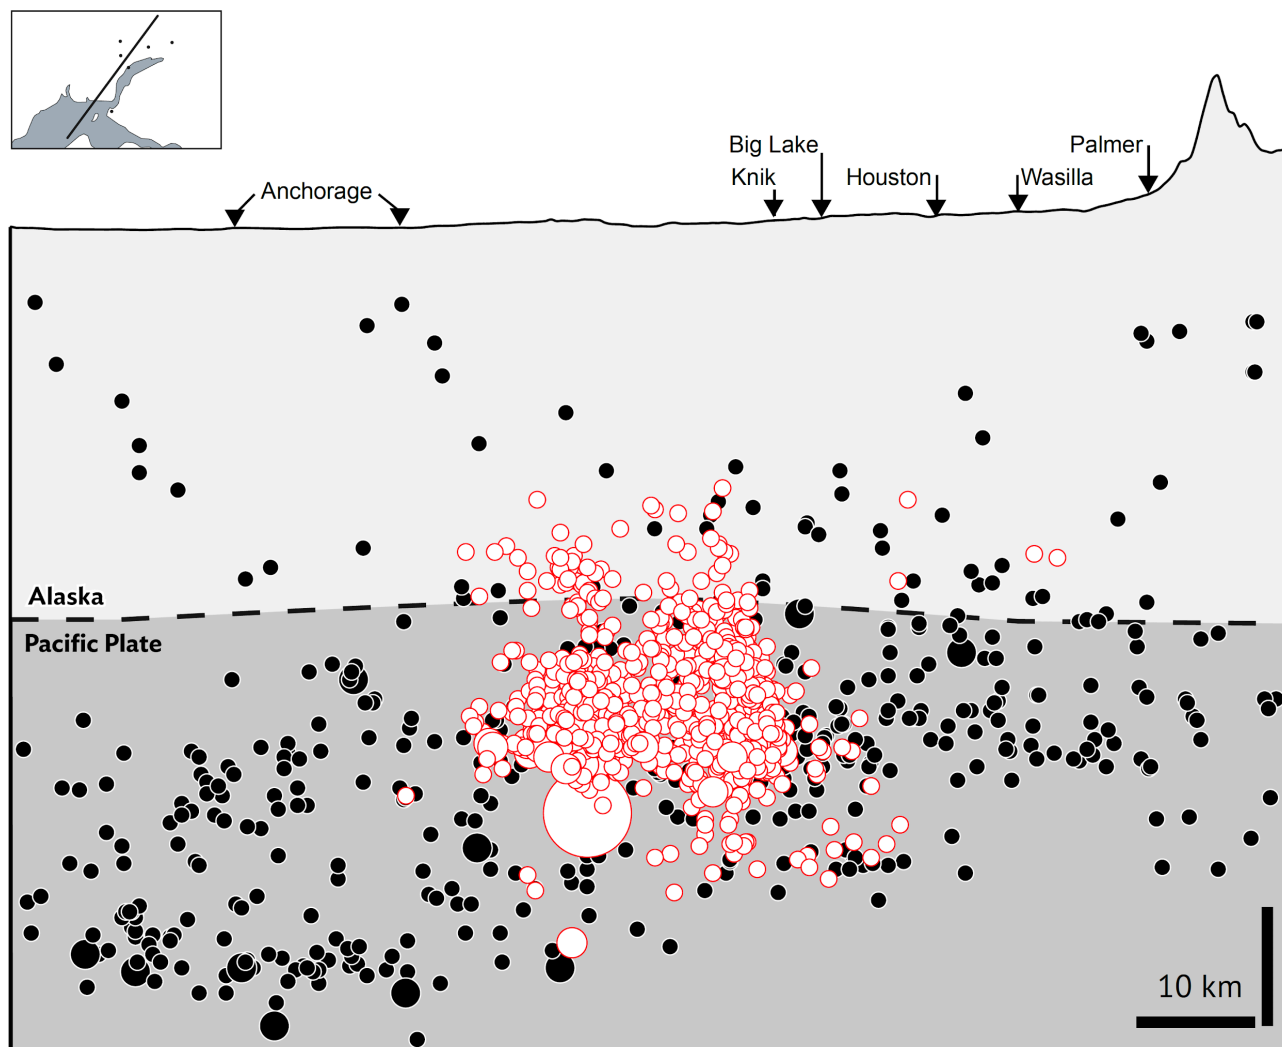 Big Lake
Palmer
Anchorage
Knik
Houston
Wasilla
Alaska
Pacific Plate
10 km